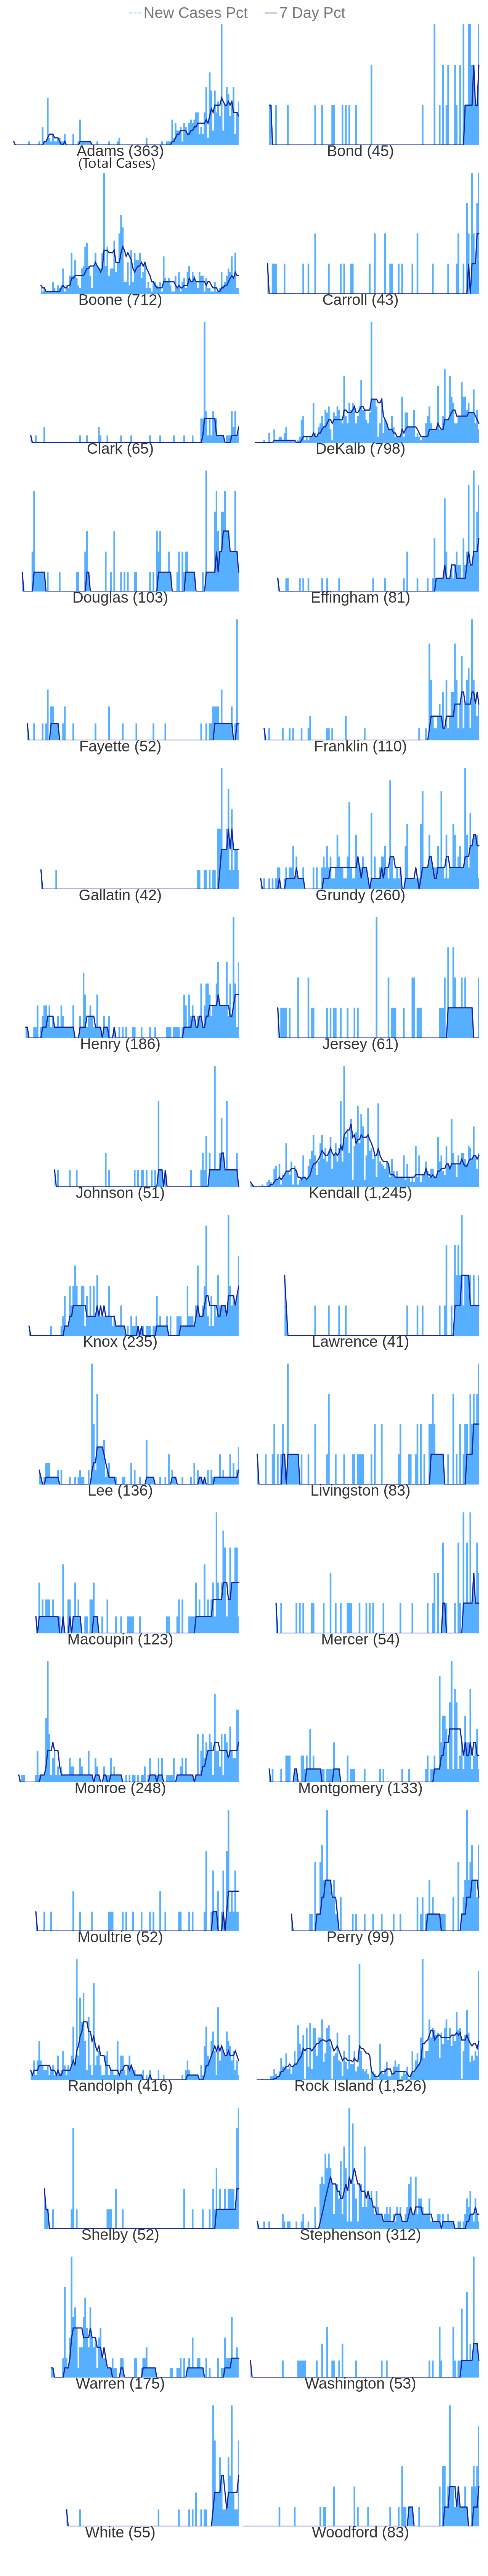 New Cases Pct 7 Day Pct
Adams (363)
(Total Cases)
Bond (45)
Boone (712)
Carroll (43)
Clark (65)
DeKalb (798)
Douglas (103)
Effingham (81)
Fayette (52)
Franklin (110)
Gallatin (42)
Grundy (260)
Henry (186)
Jersey (61)
Johnson (51)
Kendall (1,245)
Knox (235)
Lawrence (41)
Lee (136)
Livingston (83)
Macoupin (123)
Mercer (54)
Monroe (248)
Montgomery (133)
Moultrie (52)
Perry (99)
Randolph (416)
Rock Island (1,526)
Shelby (52)
Stephenson (312)
Warren (175)
Washington (53)
White (55)
Woodford (83)